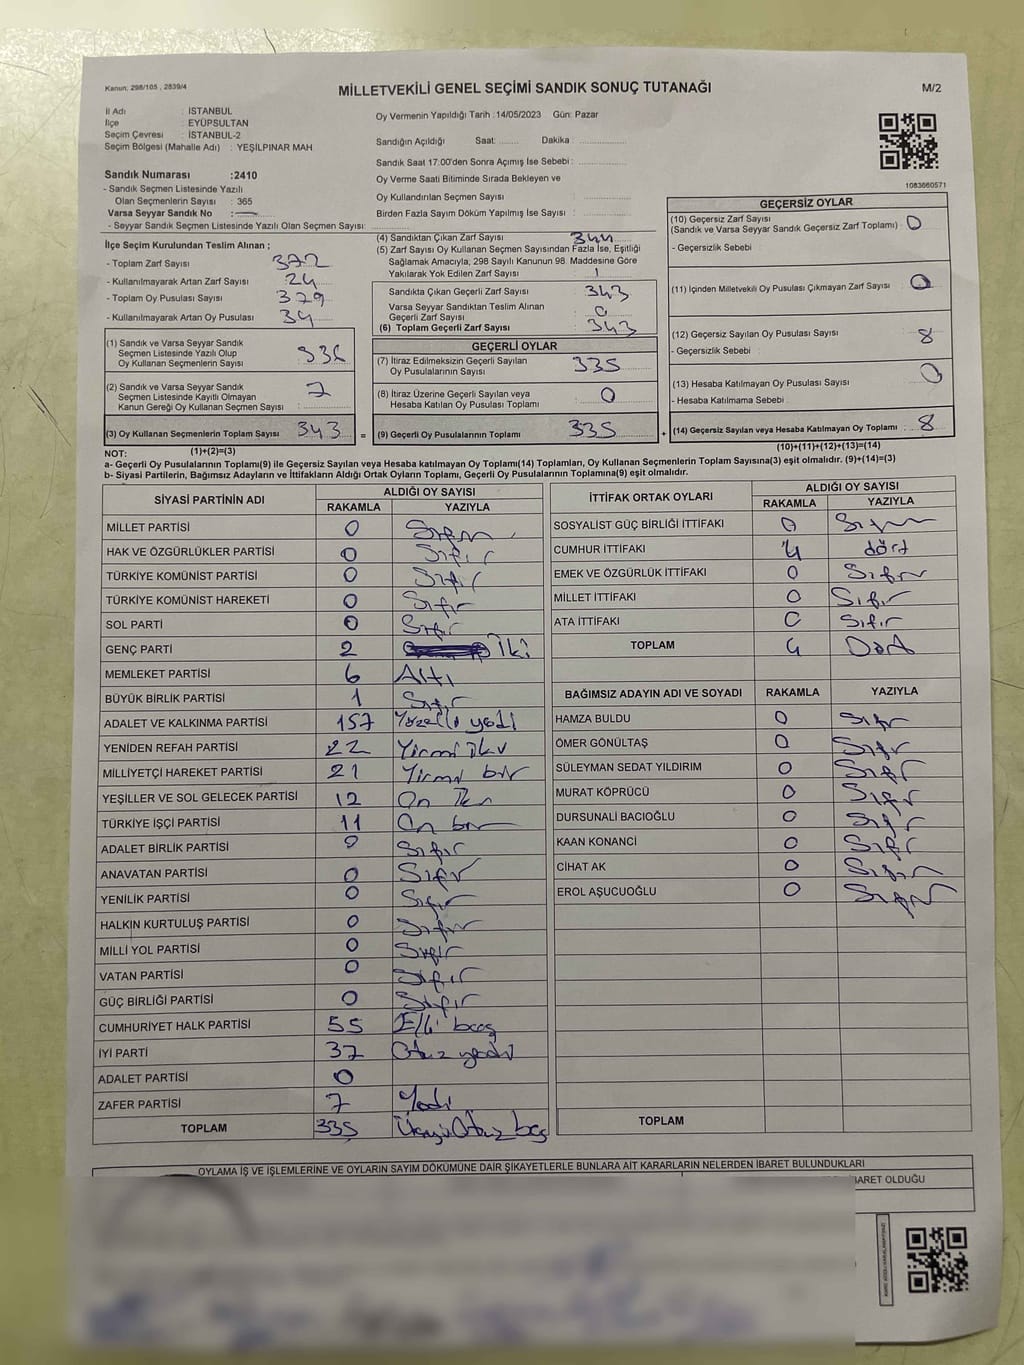 Kanun: 298/105 , 2839/4
MİLLETVEKİLİ GENEL SEÇİMİ SANDIK SONUÇ TUTANAĞI
M/2
İl Adı : İSTANBUL
İlçe : EYÜPSULTAN
Seçim Çevresi : İSTANBUL-2
Seçim Bölgesi (Mahalle Adı) : YEŞİLPINAR MAH
Sandık Numarası :2410
- Sandık Seçmen Listesinde Yazılı
Olan Seçmenlerin Sayısı : 365
Varsa Seyyar Sandık No :
- Seyyar Sandık Seçmen Listesinde Yazılı Olan Seçmen Sayısı:
Oy Vermenin Yapıldığı Tarih :14/05/2023 Gün: Pazar
Sandığın Açıldığı Saat: Dakika :
Sandık Saat 17.00'den Sonra Açılmış İse Sebebi :
Oy Verme Saati Bitiminde Sırada Bekleyen ve
Oy Kullandırılan Seçmen Sayısı :
Birden Fazla Sayım Döküm Yapılmış İse Sayısı :
1083660571
İlçe Seçim Kurulundan Teslim Alınan ;
- Toplam Zarf Sayısı : 372
- Kullanılmayarak Artan Zarf Sayısı : 24
- Toplam Oy Pusulası Sayısı : 379
- Kullanılmayarak Artan Oy Pusulası : 34
(1) Sandık ve Varsa Seyyar Sandık
Seçmen Listesinde Yazılı Olup
Oy Kullanan Seçmenlerin Sayısı : 336
(2) Sandık ve Varsa Seyyar Sandık
Seçmen Listesinde Kayıtlı Olmayan
Kanun Gereği Oy Kullanan Seçmen Sayısı : 7
(3) Oy Kullanan Seçmenlerin Toplam Sayısı : 343
(1)+(2)=(3)
(4) Sandıktan Çıkan Zarf Sayısı : 344
(5) Zarf Sayısı Oy Kullanan Seçmen Sayısından Fazla İse, Eşitliği
Sağlamak Amacıyla, 298 Sayılı Kanunun 98. Maddesine Göre
Yakılarak Yok Edilen Zarf Sayısı : 1
Sandıkta Çıkan Geçerli Zarf Sayısı : 343
Varsa Seyyar Sandıktan Teslim Alınan
Geçerli Zarf Sayısı : 0
(6) Toplam Geçerli Zarf Sayısı : 343
GEÇERLİ OYLAR
(7) İtiraz Edilmeksizin Geçerli Sayılan
Oy Pusulalarının Sayısı : 335
(8) İtiraz Üzerine Geçerli Sayılan veya
Hesaba Katılan Oy Pusulası Toplamı : 0
= (9) Geçerli Oy Pusulalarının Toplamı : 335
GEÇERSİZ OYLAR
(10) Geçersiz Zarf Sayısı
(Sandık ve Varsa Seyyar Sandık Geçersiz Zarf Toplamı) : 0
- Geçersizlik Sebebi :
(11) İçinden Milletvekili Oy Pusulası Çıkmayan Zarf Sayısı : 0
(12) Geçersiz Sayılan Oy Pusulası Sayısı : 8
- Geçersizlik Sebebi :
(13) Hesaba Katılmayan Oy Pusulası Sayısı : 0
- Hesaba Katılmama Sebebi :
+ (14) Geçersiz Sayılan veya Hesaba Katılmayan Oy Toplamı : 8
(10)+(11)+(12)+(13)=(14)
NOT:
a- Geçerli Oy Pusulalarının Toplamı(9) ile Geçersiz Sayılan veya Hesaba katılmayan Oy Toplamı(14) Toplamları, Oy Kullanan Seçmenlerin Toplam Sayısına(3) eşit olmalıdır. (9)+(14)=(3)
b- Siyasi Partilerin, Bağımsız Adayların ve İttifakların Aldığı Ortak Oyların Toplamı, Geçerli Oy Pusulalarının Toplamına(9) eşit olmalıdır.
SİYASİ PARTİNİN ADI ALDIĞI OY SAYISI
RAKAMLA YAZIYLA
MİLLET PARTİSİ 0 Sıfır
HAK VE ÖZGÜRLÜKLER PARTİSİ 0 Sıfır
TÜRKİYE KOMÜNİST PARTİSİ 0 Sıfır
TÜRKİYE KOMÜNİST HAREKETİ 0 Sıfır
SOL PARTİ 0 Sıfır
GENÇ PARTİ 2 İki
MEMLEKET PARTİSİ 6 Altı
BÜYÜK BİRLİK PARTİSİ 1 Sıfır
ADALET VE KALKINMA PARTİSİ 157 Yüzelli yedi
YENİDEN REFAH PARTİSİ 22 Yirmi iki
MİLLİYETÇİ HAREKET PARTİSİ 21 Yirmi bir
YEŞİLLER VE SOL GELECEK PARTİSİ 12 On iki
TÜRKİYE İŞÇİ PARTİSİ 11 On bir
ADALET BİRLİK PARTİSİ 0 Sıfır
ANAVATAN PARTİSİ 0 Sıfır
YENİLİK PARTİSİ 0 Sıfır
HALKIN KURTULUŞ PARTİSİ 0 Sıfır
MİLLİ YOL PARTİSİ 0 Sıfır
VATAN PARTİSİ 0 Sıfır
GÜÇ BİRLİĞİ PARTİSİ 0 Sıfır
CUMHURİYET HALK PARTİSİ 55 Elli beş
İYİ PARTİ 37 Otuz yedi
ADALET PARTİSİ 0
ZAFER PARTİSİ 7 Yedi
TOPLAM 335 ÜçyüzOtuz beş
İTTİFAK ORTAK OYLARI ALDIĞI OY SAYISI
RAKAMLA YAZIYLA
SOSYALİST GÜÇ BİRLİĞİ İTTİFAKI 0 Sıfır
CUMHUR İTTİFAKI 4 dört
EMEK VE ÖZGÜRLÜK İTTİFAKI 0 Sıfır
MİLLET İTTİFAKI 0 Sıfır
ATA İTTİFAKI 0 Sıfır
TOPLAM 4 Dört
BAĞIMSIZ ADAYIN ADI VE SOYADI RAKAMLA YAZIYLA
HAMZA BULDU 0 Sıfır
ÖMER GÖNÜLTAŞ 0 Sıfır
SÜLEYMAN SEDAT YILDIRIM 0 Sıfır
MURAT KÖPRÜCÜ 0 Sıfır
DURSUNALİ BACIOĞLU 0 Sıfır
KAAN KONANCİ 0 Sıfır
CİHAT AK 0 Sıfır
EROL AŞUCUOĞLU 0 Sıfır
TOPLAM
OYLAMA İŞ VE İŞLEMLERİNE VE OYLARIN SAYIM DÖKÜMÜNE DAİR ŞİKAYETLERLE BUNLARA AİT KARARLARIN NELERDEN İBARET BULUNDUKLARI
BARET OLDUĞU